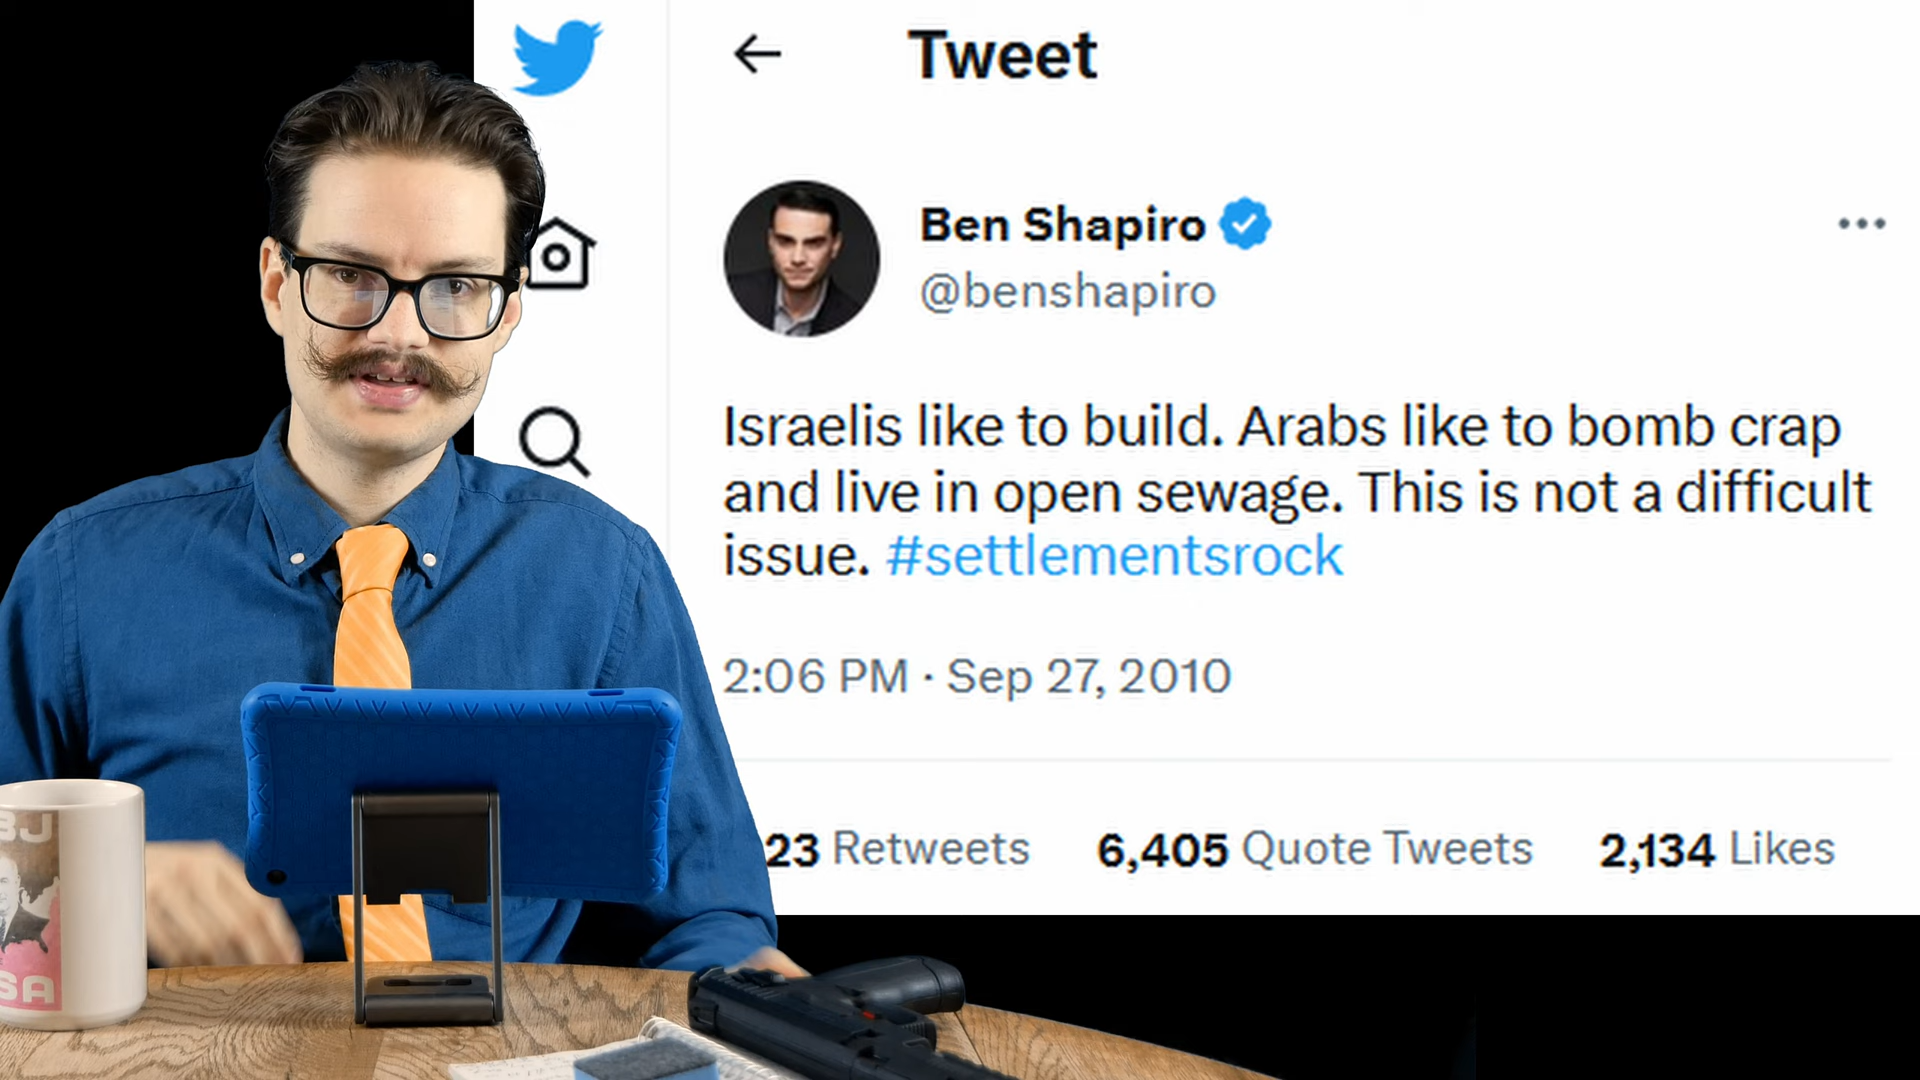 Tweet
Ben Shapiro
@benshapiro
Israelis like to build. Arabs like to bomb crap
and live in open sewage. This is not a difficult
issue. #settlementsrock
2:06 PM · Sep 27, 2010
23 Retweets 6,405 Quote Tweets 2,134 Likes
BJ
SA